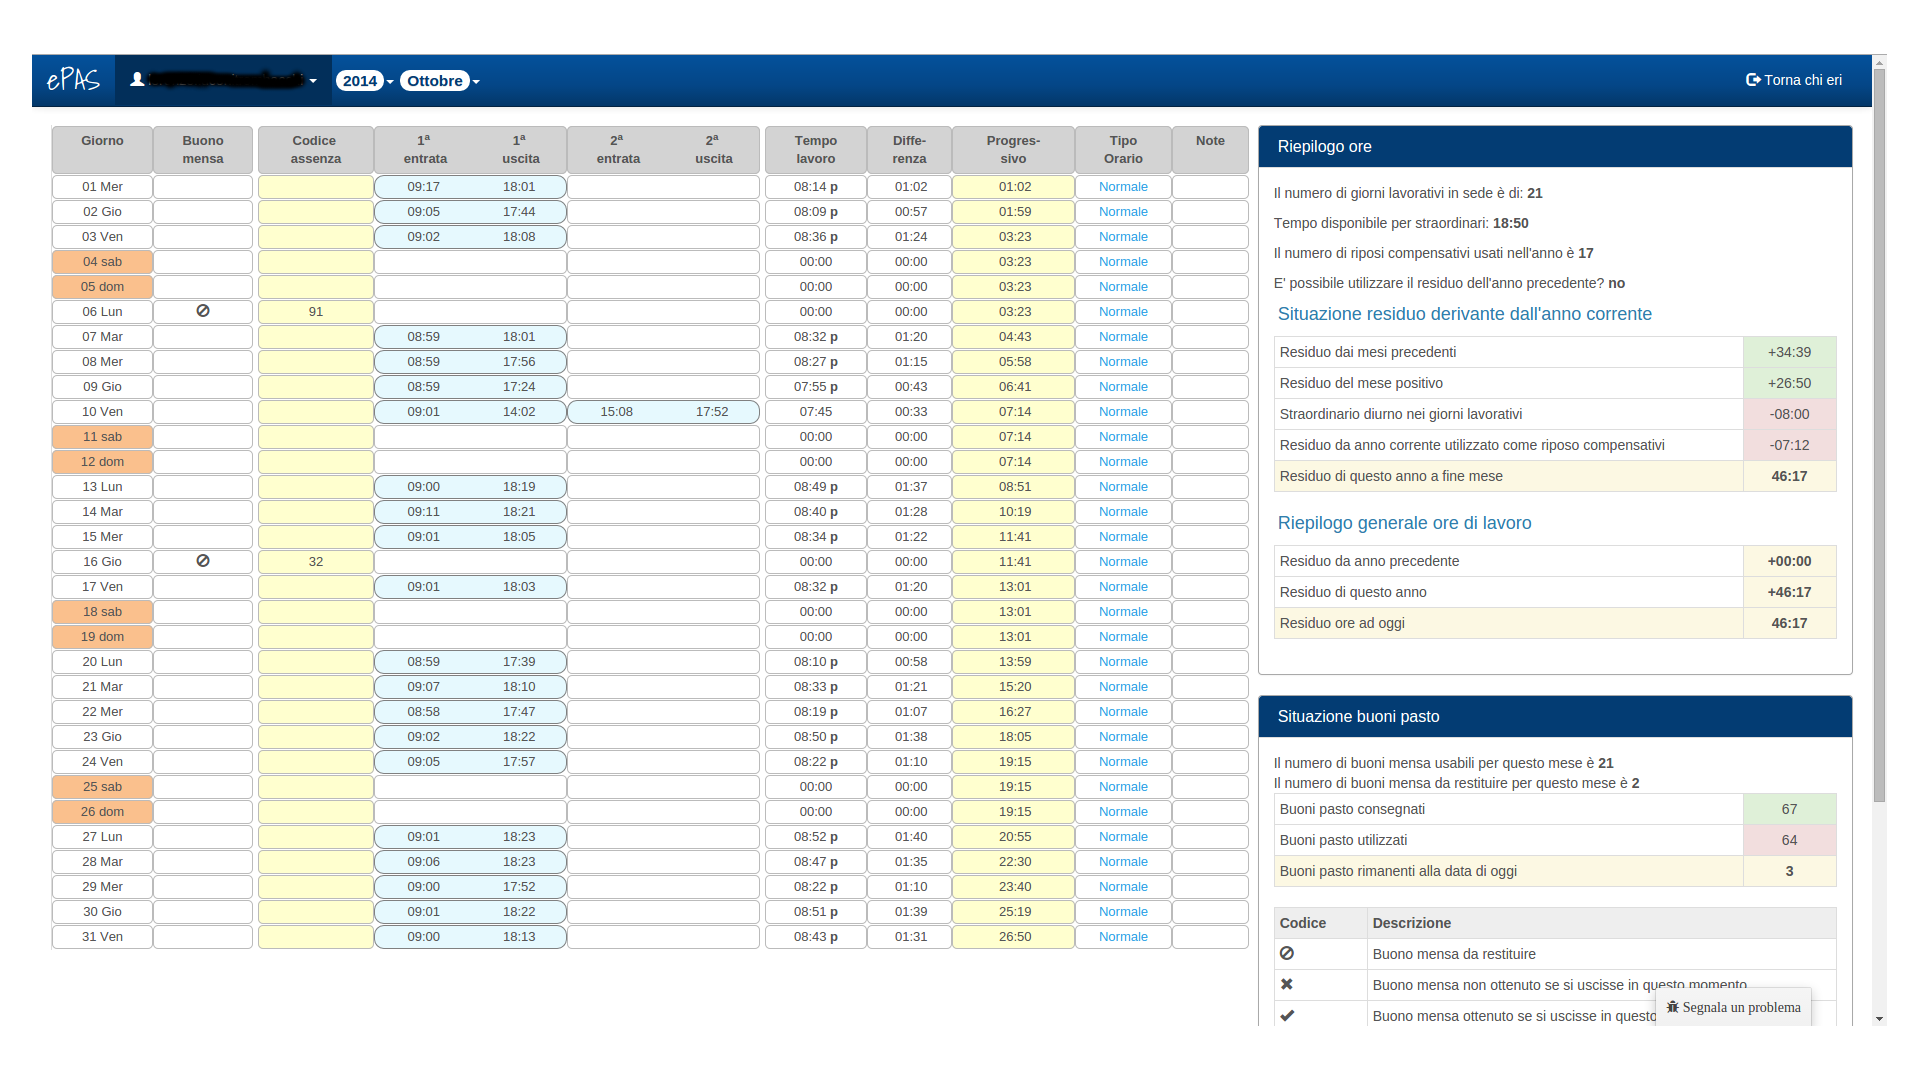 ePAS
2014 Ottobre
Torna chi eri
Giorno Buono mensa Codice assenza 1ª entrata 1ª uscita 2ª entrata 2ª uscita Tempo lavoro Diffe-renza Progres-sivo Tipo Orario Note
01 Mer 09:17 18:01 08:14 p 01:02 01:02 Normale
02 Gio 09:05 17:44 08:09 p 00:57 01:59 Normale
03 Ven 09:02 18:08 08:36 p 01:24 03:23 Normale
04 sab 00:00 00:00 03:23 Normale
05 dom 00:00 00:00 03:23 Normale
06 Lun 91 00:00 00:00 03:23 Normale
07 Mar 08:59 18:01 08:32 p 01:20 04:43 Normale
08 Mer 08:59 17:56 08:27 p 01:15 05:58 Normale
09 Gio 08:59 17:24 07:55 p 00:43 06:41 Normale
10 Ven 09:01 14:02 15:08 17:52 07:45 00:33 07:14 Normale
11 sab 00:00 00:00 07:14 Normale
12 dom 00:00 00:00 07:14 Normale
13 Lun 09:00 18:19 08:49 p 01:37 08:51 Normale
14 Mar 09:11 18:21 08:40 p 01:28 10:19 Normale
15 Mer 09:01 18:05 08:34 p 01:22 11:41 Normale
16 Gio 32 00:00 00:00 11:41 Normale
17 Ven 09:01 18:03 08:32 p 01:20 13:01 Normale
18 sab 00:00 00:00 13:01 Normale
19 dom 00:00 00:00 13:01 Normale
20 Lun 08:59 17:39 08:10 p 00:58 13:59 Normale
21 Mar 09:07 18:10 08:33 p 01:21 15:20 Normale
22 Mer 08:58 17:47 08:19 p 01:07 16:27 Normale
23 Gio 09:02 18:22 08:50 p 01:38 18:05 Normale
24 Ven 09:05 17:57 08:22 p 01:10 19:15 Normale
25 sab 00:00 00:00 19:15 Normale
26 dom 00:00 00:00 19:15 Normale
27 Lun 09:01 18:23 08:52 p 01:40 20:55 Normale
28 Mar 09:06 18:23 08:47 p 01:35 22:30 Normale
29 Mer 09:00 17:52 08:22 p 01:10 23:40 Normale
30 Gio 09:01 18:22 08:51 p 01:39 25:19 Normale
31 Ven 09:00 18:13 08:43 p 01:31 26:50 Normale
Riepilogo ore
Il numero di giorni lavorativi in sede è di: 21
Tempo disponibile per straordinari: 18:50
Il numero di riposi compensativi usati nell'anno è 17
E' possibile utilizzare il residuo dell'anno precedente? no
Situazione residuo derivante dall'anno corrente
Residuo dai mesi precedenti +34:39
Residuo del mese positivo +26:50
Straordinario diurno nei giorni lavorativi -08:00
Residuo da anno corrente utilizzato come riposo compensativi -07:12
Residuo di questo anno a fine mese 46:17
Riepilogo generale ore di lavoro
Residuo da anno precedente +00:00
Residuo di questo anno +46:17
Residuo ore ad oggi 46:17
Situazione buoni pasto
Il numero di buoni mensa usabili per questo mese è 21
Il numero di buoni mensa da restituire per questo mese è 2
Buoni pasto consegnati 67
Buoni pasto utilizzati 64
Buoni pasto rimanenti alla data di oggi 3
Codice Descrizione
Buono mensa da restituire
Buono mensa non ottenuto se si uscisse in questo momento
Buono mensa ottenuto se si uscisse in questo
Segnala un problema